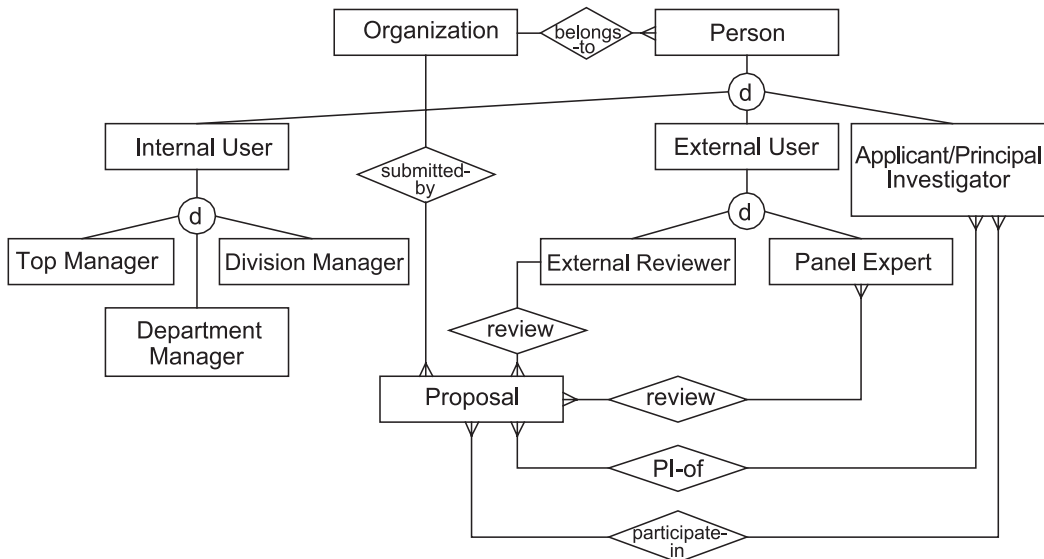 Organization
belongs
-to
Person
d
Internal User
External User
Applicant/Principal
Investigator
submitted-
by
d
d
Top Manager
Division Manager
External Reviewer
Panel Expert
Department
Manager
review
Proposal
review
PI-of
participate-
in